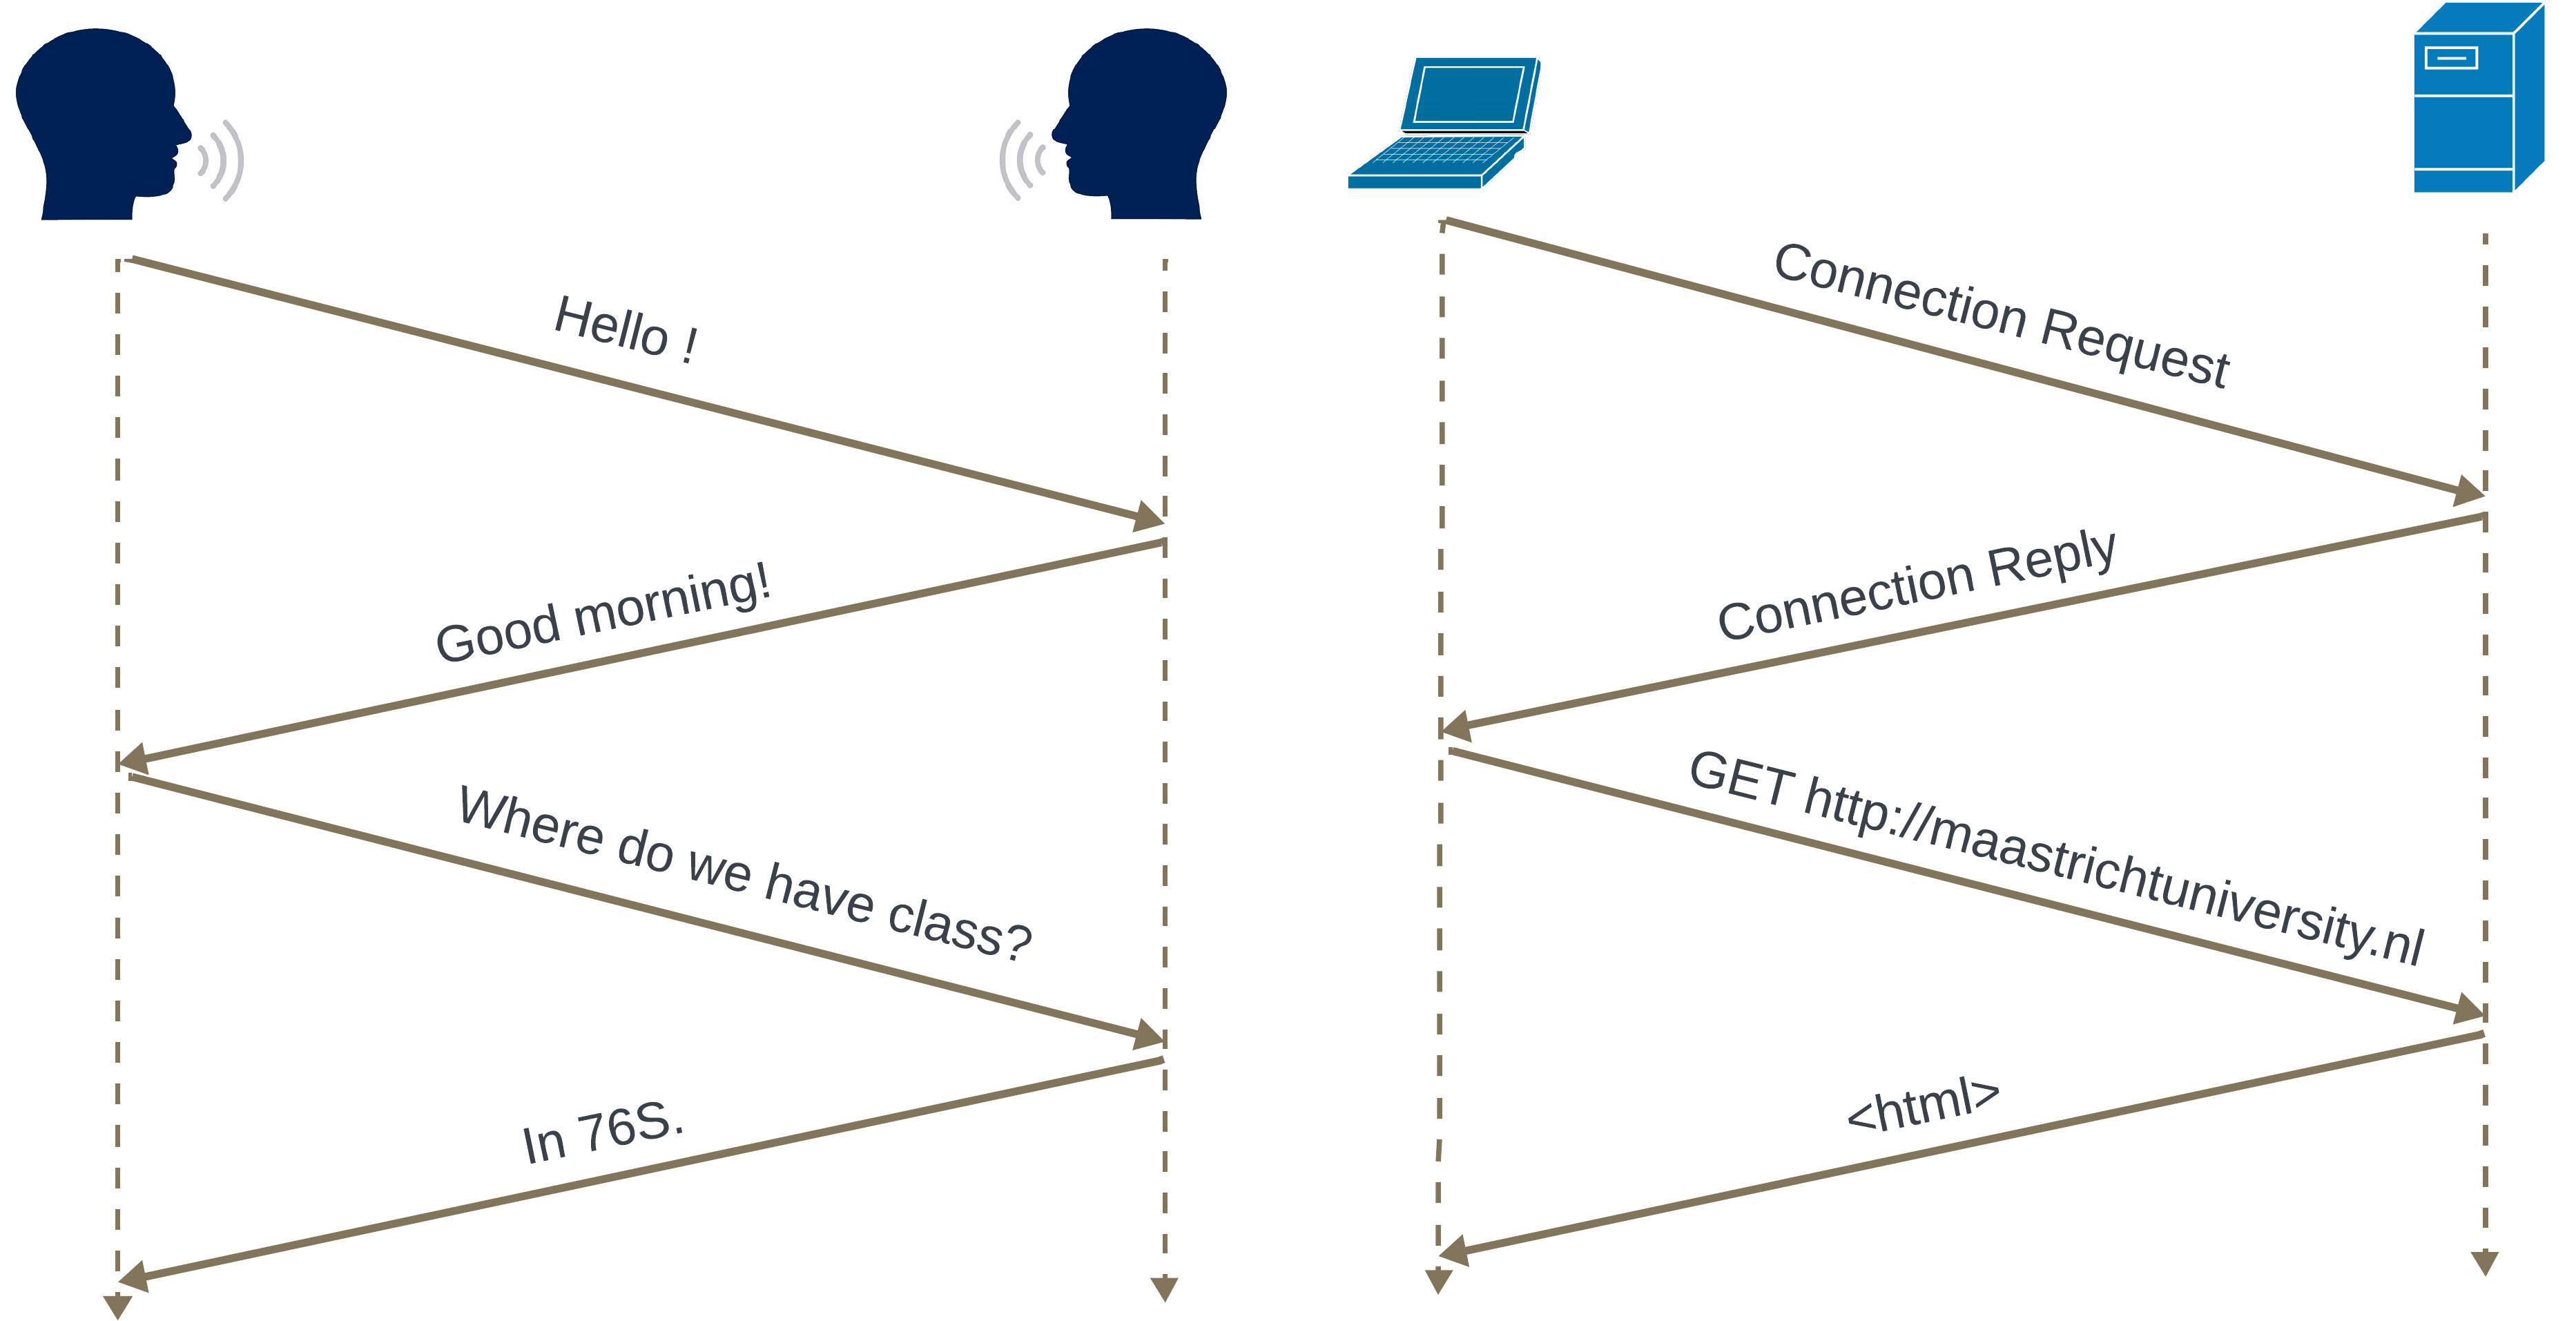 Hello !
Good morning!
Where do we have class?
In 76S.
Connection Request
Connection Reply
GET http://maastrichtuniversity.nl
<html>